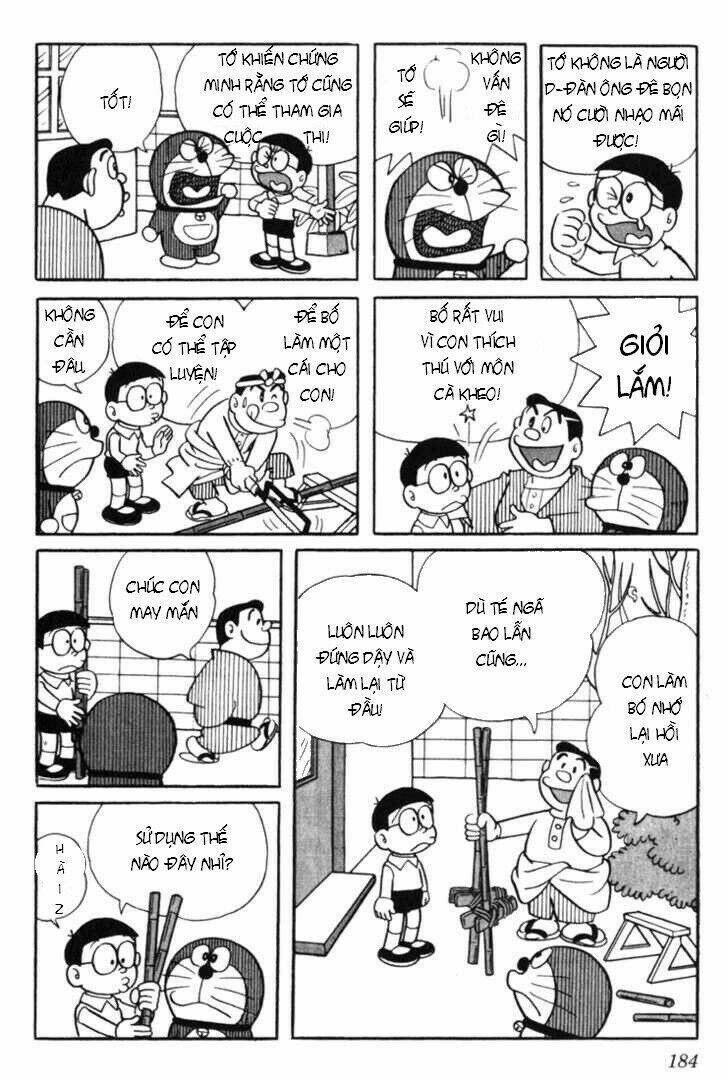 TỚ KHÔNG LÀ NGƯỜI
Đ-ĐÀN ÔNG ĐỂ BỌN
NÓ CƯỜI NHẠO MÃI
ĐƯỢC!
KHÔNG
VẤN
ĐỀ
GÌ!
TỚ
SẼ
GIÚP!
TỚ KHIẾN CHỨNG
MINH RẰNG TỚ CŨNG
CÓ THỂ THAM GIA
CUỘC THI!
TỐT!
GIỎI
LẮM!
BỐ RẤT VUI
VÌ CON THÍCH
THÚ VỚI MÔN
CÀ KHEO!
ĐỂ BỐ
LÀM MỘT
CÁI CHO
CON!
ĐỂ CON
CÓ THỂ TẬP
LUYỆN!
KHÔNG
CẦN
ĐÂU
CON LÀM
BỐ NHỚ
LẠI HỒI
XƯA
DÙ TÉ NGÃ
BAO LẪN
CŨNG...
LUÔN LUÔN
ĐỨNG DẬY VÀ
LÀM LẠI TỪ
ĐẦU!
CHÚC CON
MAY MẮN
SỬ DỤNG THẾ
NÀO ĐÂY NHỈ?
H
À
I
Z
184